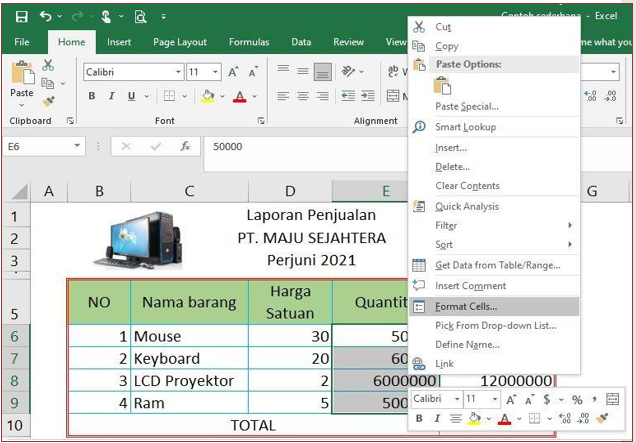 Contoh sederhana - Excel
File Home Insert Page Layout Formulas Data Review View me what you
Paste
Calibri 11 A A
B I U A
Clipboard Font Alignment
.00 .0
E6 fx 50000
A B C D E G
1 Laporan Penjualan
2 PT. MAJU SEJAHTERA
3 Perjuni 2021
5 NO Nama barang Harga Satuan Quantit
6 1 Mouse 30 50
7 2 Keyboard 20 60
8 3 LCD Proyektor 2 6000000 12000000
9 4 Ram 5 500
10 TOTAL
Cut
Copy
Paste Options:
Paste Special...
Smart Lookup
Insert...
Delete...
Clear Contents
Quick Analysis
Filter
Sort
Get Data from Table/Range...
Insert Comment
Format Cells...
Pick From Drop-down List...
Define Name...
Link
Calibri 11 A A $ % ,
B I A